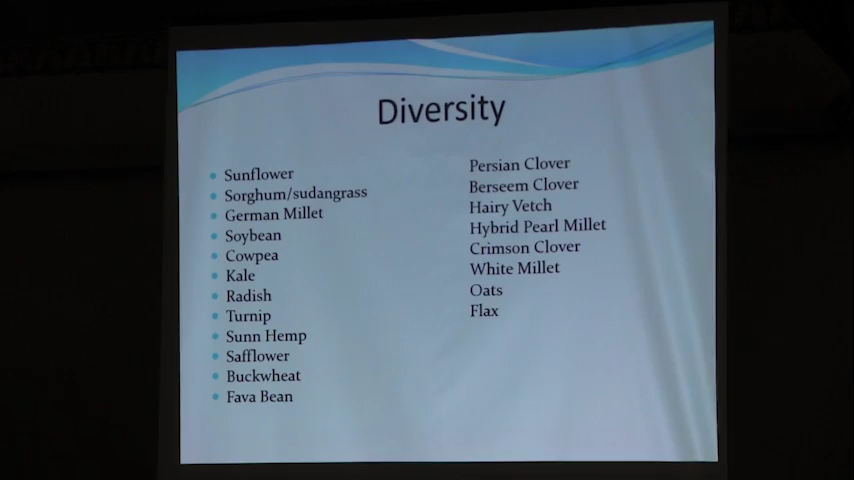 Diversity
Sunflower
Sorghum/sudangrass
German Millet
Soybean
Cowpea
Kale
Radish
Turnip
Sunn Hemp
Safflower
Buckwheat
Fava Bean
Persian Clover
Berseem Clover
Hairy Vetch
Hybrid Pearl Millet
Crimson Clover
White Millet
Oats
Flax